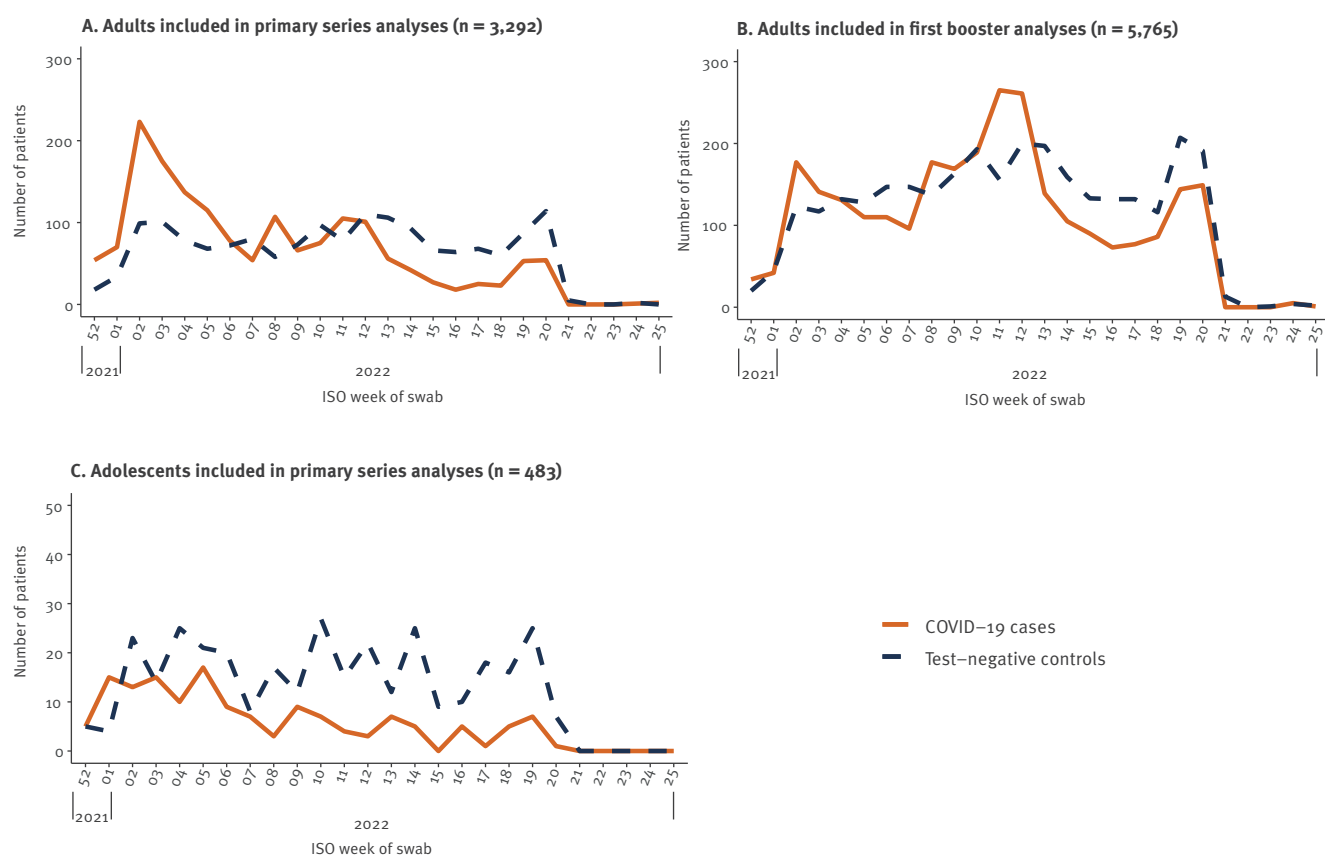 A. Adults included in primary series analyses (n = 3,292)
Number of patients
300
200
100
0
52 01 02 03 04 05 06 07 08 09 10 11 12 13 14 15 16 17 18 19 20 21 22 23 24 25
2021 2022
ISO week of swab
B. Adults included in first booster analyses (n = 5,765)
Number of patients
300
200
100
0
52 01 02 03 04 05 06 07 08 09 10 11 12 13 14 15 16 17 18 19 20 21 22 23 24 25
2021 2022
ISO week of swab
C. Adolescents included in primary series analyses (n = 483)
Number of patients
50
40
30
20
10
0
52 01 02 03 04 05 06 07 08 09 10 11 12 13 14 15 16 17 18 19 20 21 22 23 24 25
2021 2022
ISO week of swab
COVID–19 cases
Test–negative controls